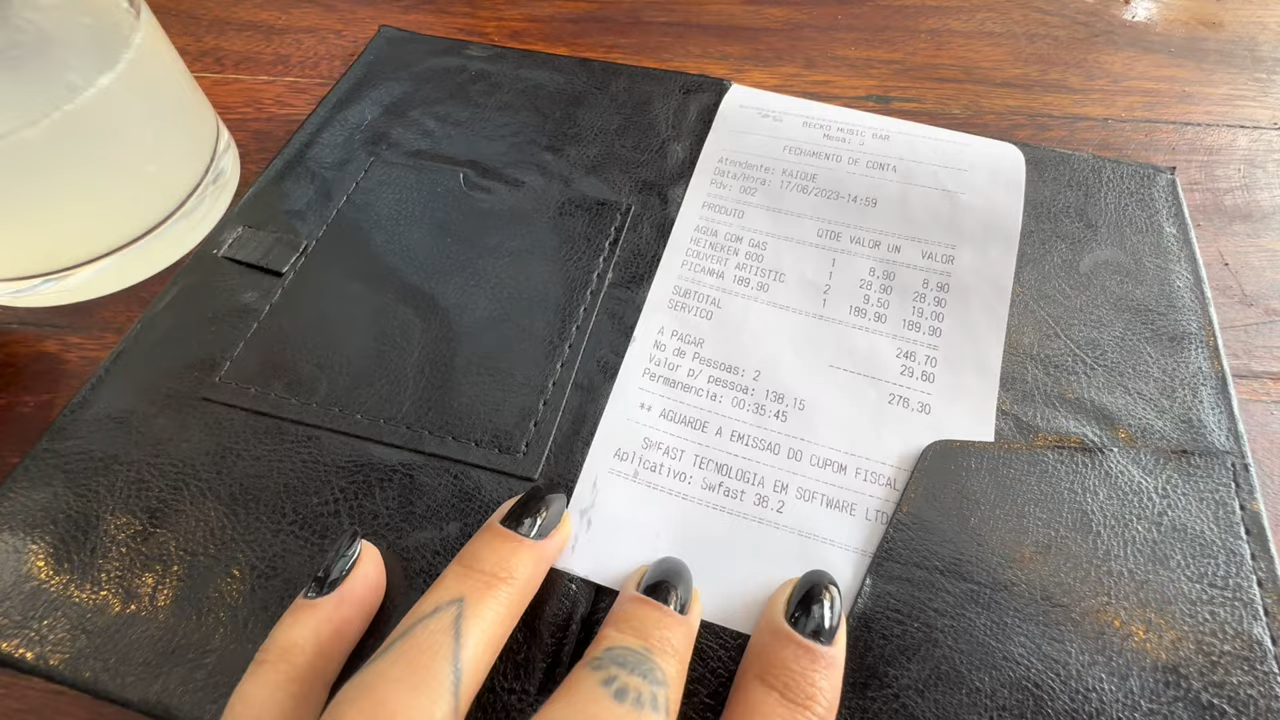 BECKO MUSIC BAR
Mesa: 5
FECHAMENTO DE CONTA
Atendente: KAIQUE
Data/Hora: 17/06/2023-14:59
Pdv: 002
PRODUTO QTDE VALOR UN VALOR
AGUA COM GAS 1 8,90 8,90
HEINEKEN 600 1 28,90 28,90
COUVERT ARTISTIC 2 9,50 19,00
PICANHA 189,90 1 189,90 189,90
SUBTOTAL 246,70
SERVICO 29,60
A PAGAR 276,30
No de Pessoas: 2
Valor p/ pessoa: 138,15
Permanencia: 00:35:45
** AGUARDE A EMISSAO DO CUPOM FISCAL
SWFAST TECNOLOGIA EM SOFTWARE LTD
Aplicativo: Swfast 38.2